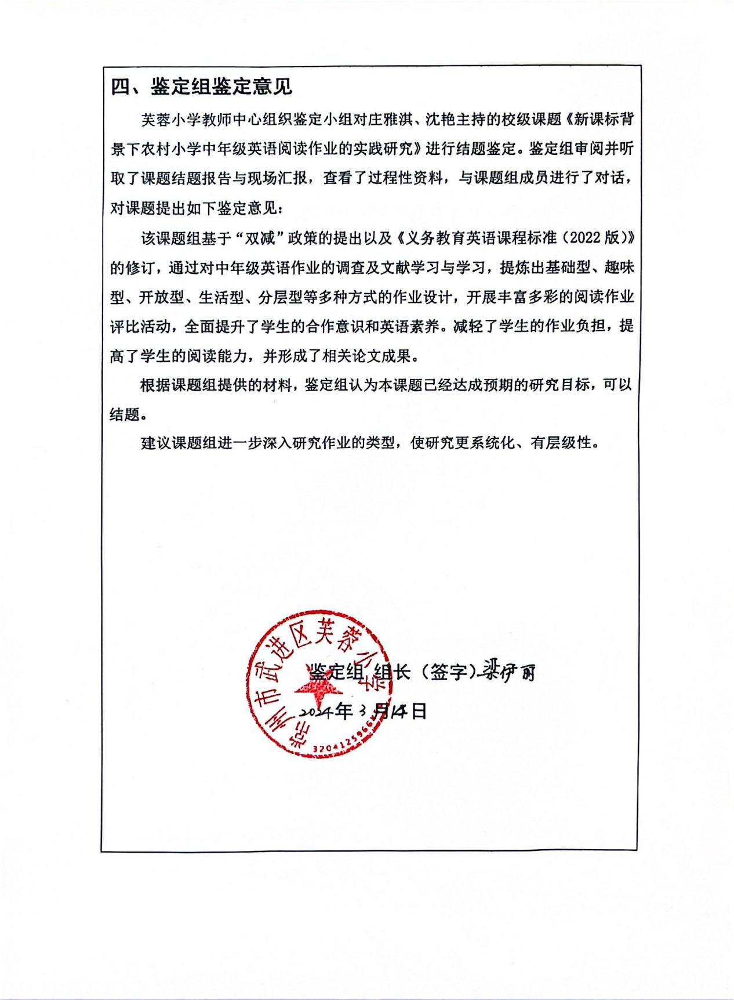 四、鉴定组鉴定意见
芙蓉小学教师中心组织鉴定小组对庄雅淇、沈艳主持的校级课题《新课标背
景下农村小学中年级英语阅读作业的实践研究》进行结题鉴定。鉴定组审阅并听
取了课题结题报告与现场汇报，查看了过程性资料，与课题组成员进行了对话，
对课题提出如下鉴定意见：
该课题组基于“双减”政策的提出以及《义务教育英语课程标准（2022 版）》
的修订，通过对中年级英语作业的调查及文献学习与学习，提炼出基础型、趣味
型、开放型、生活型、分层型等多种方式的作业设计，开展丰富多彩的阅读作业
评比活动，全面提升了学生的合作意识和英语素养。减轻了学生的作业负担，提
高了学生的阅读能力，并形成了相关论文成果。
根据课题组提供的材料，鉴定组认为本课题已经达成预期的研究目标，可以
结题。
建议课题组进一步深入研究作业的类型，使研究更系统化、有层级性。
常州市武进区芙蓉小学
鉴定组 组长（签字）梁伊丽
2024年 3 月 日